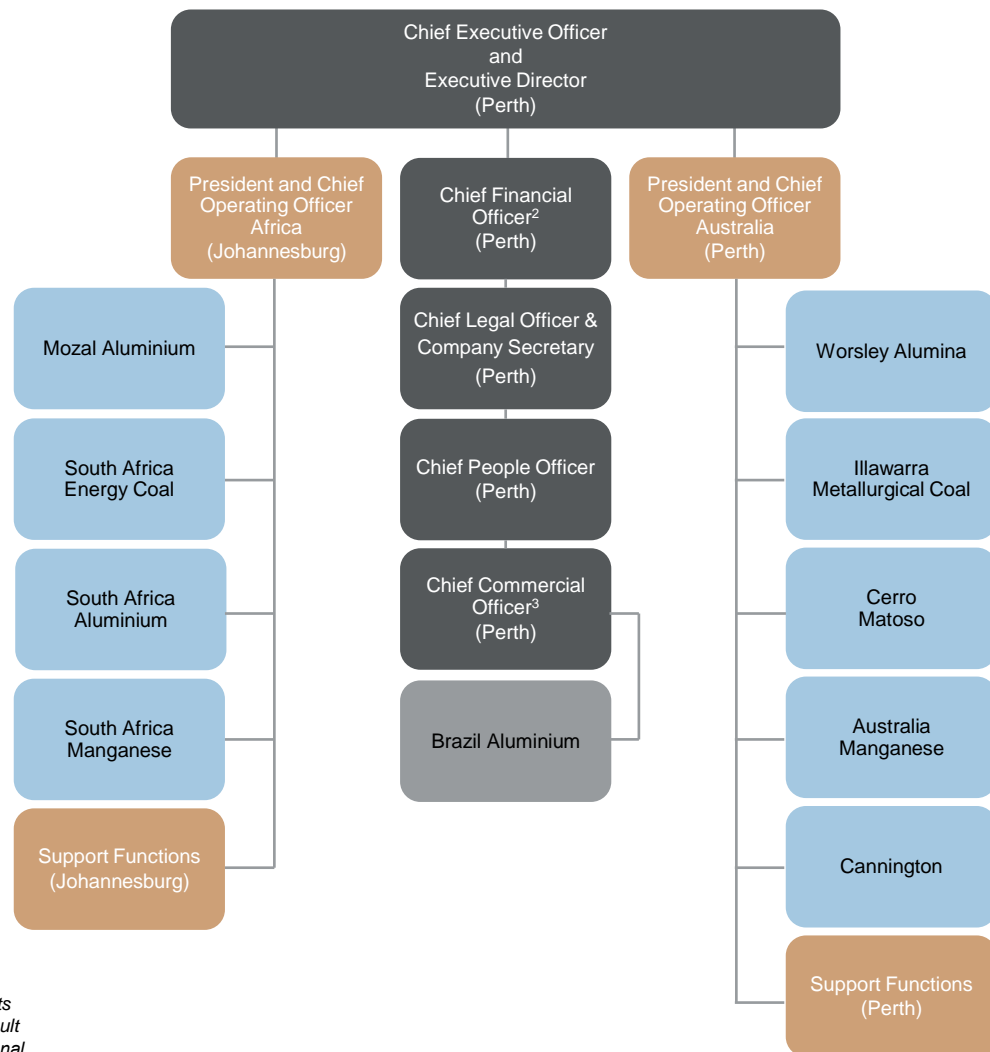 Chief Executive Officer
and
Executive Director
(Perth)
President and Chief
Operating Officer
Africa
(Johannesburg)
Chief Financial
Officer²
(Perth)
President and Chief
Operating Officer
Australia
(Perth)
Mozal Aluminium
South Africa
Energy Coal
South Africa
Aluminium
South Africa
Manganese
Support Functions
(Johannesburg)
Chief Legal Officer &
Company Secretary
(Perth)
Chief People Officer
(Perth)
Chief Commercial
Officer³
(Perth)
Brazil Aluminium
Worsley Alumina
Illawarra
Metallurgical Coal
Cerro
Matoso
Australia
Manganese
Cannington
Support Functions
(Perth)